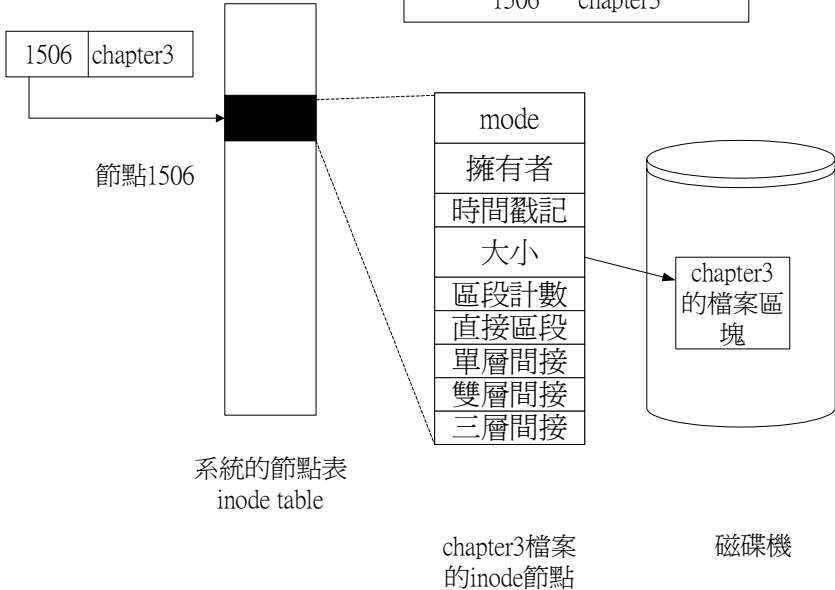 1506 chapter3
1506 chapter3
節點1506
mode
擁有者
時間戳記
大小
區段計數
直接區段
單層間接
雙層間接
三層間接
chapter3
的檔案區
塊
系統的節點表
inode table
chapter3檔案
的inode節點
磁碟機